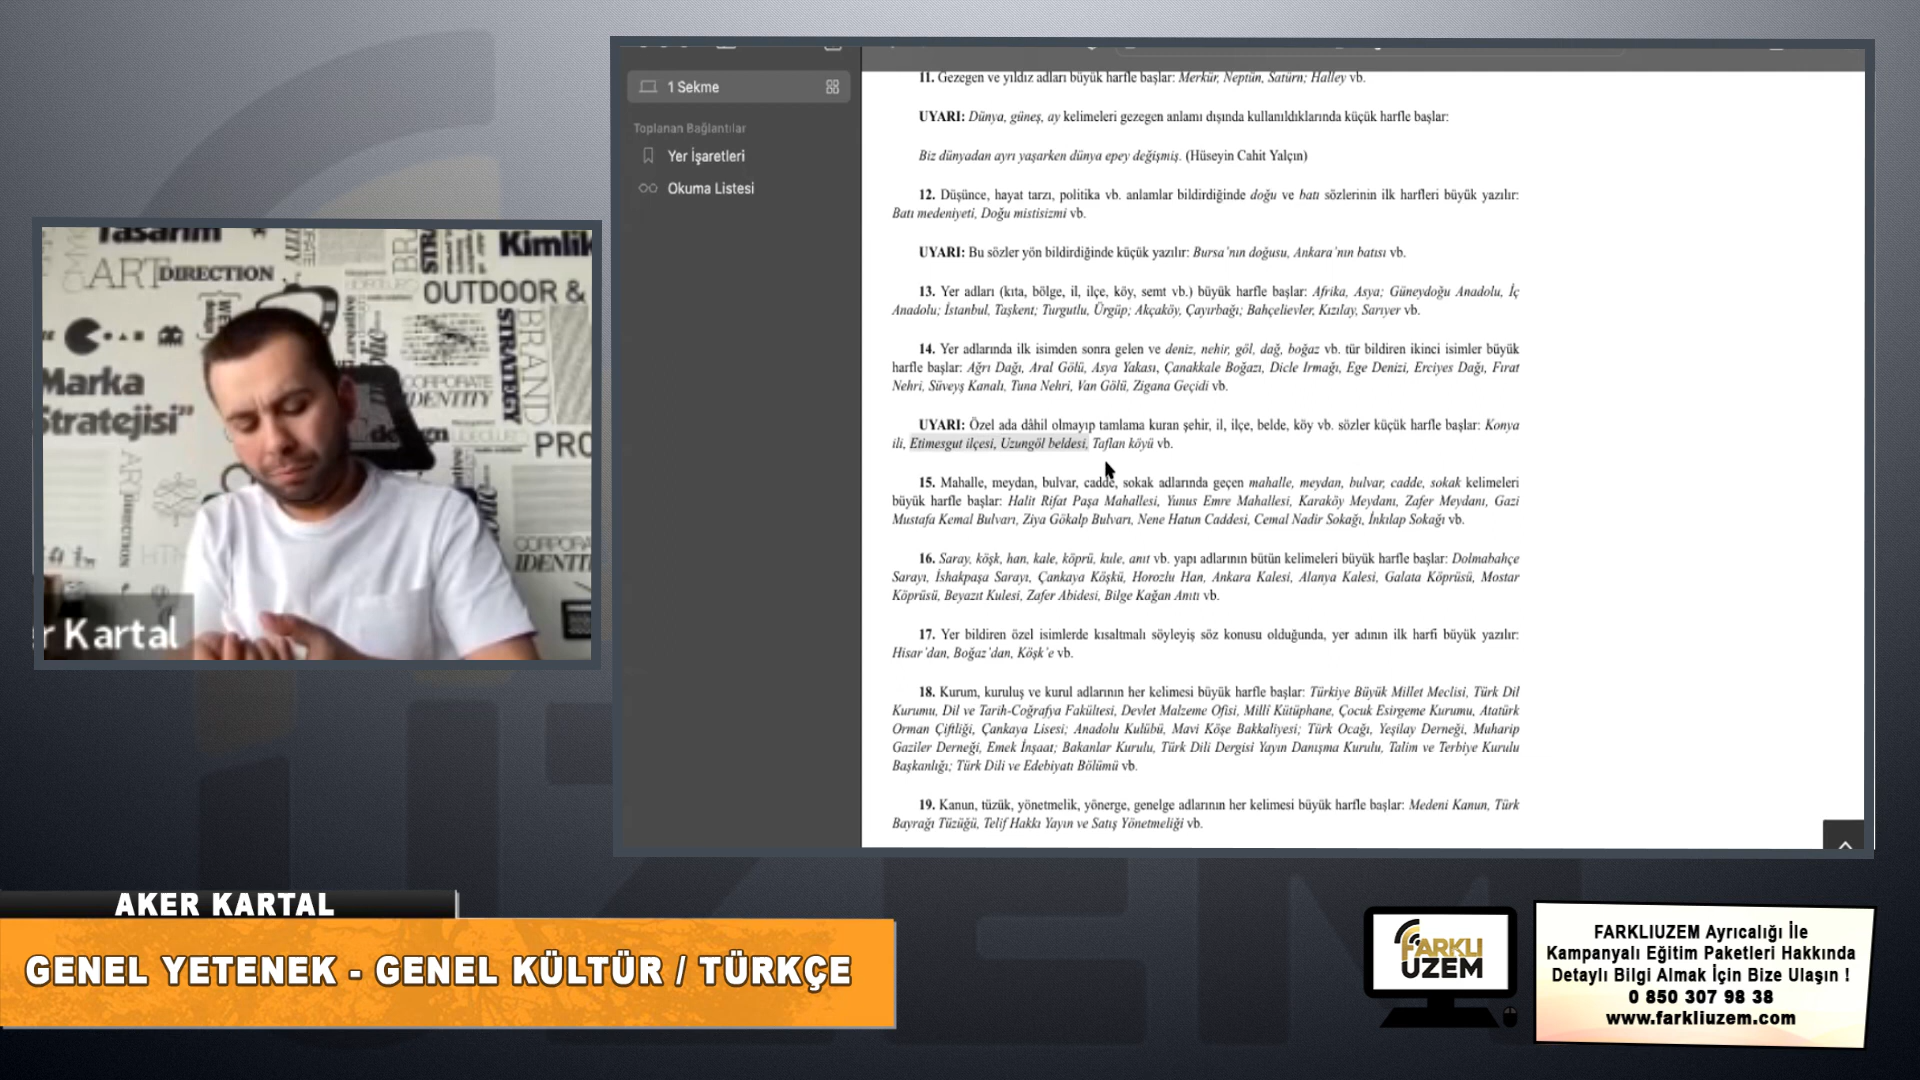 1 Sekme
Toplanan Bağlantılar
Yer İşaretleri
Okuma Listesi
11. Gezegen ve yıldız adları büyük harfle başlar: Merkür, Neptün, Satürn; Halley vb.
UYARI: Dünya, güneş, ay kelimeleri gezegen anlamı dışında kullanıldıklarında küçük harfle başlar:
Biz dünyadan ayrı yaşarken dünya epey değişmiş. (Hüseyin Cahit Yalçın)
12. Düşünce, hayat tarzı, politika vb. anlamlar bildirdiğinde doğu ve batı sözlerinin ilk harfleri büyük yazılır:
Batı medeniyeti, Doğu mistisizmi vb.
UYARI: Bu sözler yön bildirdiğinde küçük yazılır: Bursa'nın doğusu, Ankara'nın batısı vb.
13. Yer adları (kıta, bölge, il, ilçe, köy, semt vb.) büyük harfle başlar: Afrika, Asya; Güneydoğu Anadolu, İç
Anadolu; İstanbul, Taşkent; Turgutlu, Ürgüp; Akçaköy, Çayırbağı; Bahçelievler, Kızılay, Sarıyer vb.
14. Yer adlarında ilk isimden sonra gelen ve deniz, nehir, göl, dağ, boğaz vb. tür bildiren ikinci isimler büyük
harfle başlar: Ağrı Dağı, Aral Gölü, Asya Yakası, Çanakkale Boğazı, Dicle Irmağı, Ege Denizi, Erciyes Dağı, Fırat
Nehri, Süveyş Kanalı, Tuna Nehri, Van Gölü, Zigana Geçidi vb.
UYARI: Özel ada dâhil olmayıp tamlama kuran şehir, il, ilçe, belde, köy vb. sözler küçük harfle başlar: Konya
ili, Etimesgut ilçesi, Uzungöl beldesi, Taflan köyü vb.
15. Mahalle, meydan, bulvar, cadde, sokak adlarında geçen mahalle, meydan, bulvar, cadde, sokak kelimeleri
büyük harfle başlar: Halit Rifat Paşa Mahallesi, Yunus Emre Mahallesi, Karaköy Meydanı, Zafer Meydanı, Gazi
Mustafa Kemal Bulvarı, Ziya Gökalp Bulvarı, Nene Hatun Caddesi, Cemal Nadir Sokağı, İnkılap Sokağı vb.
16. Saray, köşk, han, kale, köprü, kule, anıt vb. yapı adlarının bütün kelimeleri büyük harfle başlar: Dolmabahçe
Sarayı, İshakpaşa Sarayı, Çankaya Köşkü, Horozlu Han, Ankara Kalesi, Alanya Kalesi, Galata Köprüsü, Mostar
Köprüsü, Beyazıt Kulesi, Zafer Abidesi, Bilge Kağan Anıtı vb.
17. Yer bildiren özel isimlerde kısaltmalı söyleyiş söz konusu olduğunda, yer adının ilk harfi büyük yazılır:
Hisar'dan, Boğaz'dan, Köşk'e vb.
18. Kurum, kuruluş ve kurul adlarının her kelimesi büyük harfle başlar: Türkiye Büyük Millet Meclisi, Türk Dil
Kurumu, Dil ve Tarih-Coğrafya Fakültesi, Devlet Malzeme Ofisi, Millî Kütüphane, Çocuk Esirgeme Kurumu, Atatürk
Orman Çiftliği, Çankaya Lisesi; Anadolu Kulübü, Mavi Köşe Bakkaliyesi; Türk Ocağı, Yeşilay Derneği, Muharip
Gaziler Derneği, Emek İnşaat; Bakanlar Kurulu, Türk Dili Dergisi Yayın Danışma Kurulu, Talim ve Terbiye Kurulu
Başkanlığı; Türk Dili ve Edebiyatı Bölümü vb.
19. Kanun, tüzük, yönetmelik, yönerge, genelge adlarının her kelimesi büyük harfle başlar: Medeni Kanun, Türk
Bayrağı Tüzüğü, Telif Hakkı Yayın ve Satış Yönetmeliği vb.
Tasarım
Kimlik
ART DIRECTION
OUTDOOR &
STRATEGY
BRAND
Marka
Stratejisi"
CORPORATE
IDENTITY
design
PRO
r Kartal
AKER KARTAL
GENEL YETENEK - GENEL KÜLTÜR / TÜRKÇE
FARKLI
UZEM
FARKLIUZEM Ayrıcalığı İle
Kampanyalı Eğitim Paketleri Hakkında
Detaylı Bilgi Almak İçin Bize Ulaşın !
0 850 307 98 38
www.farkliuzem.com